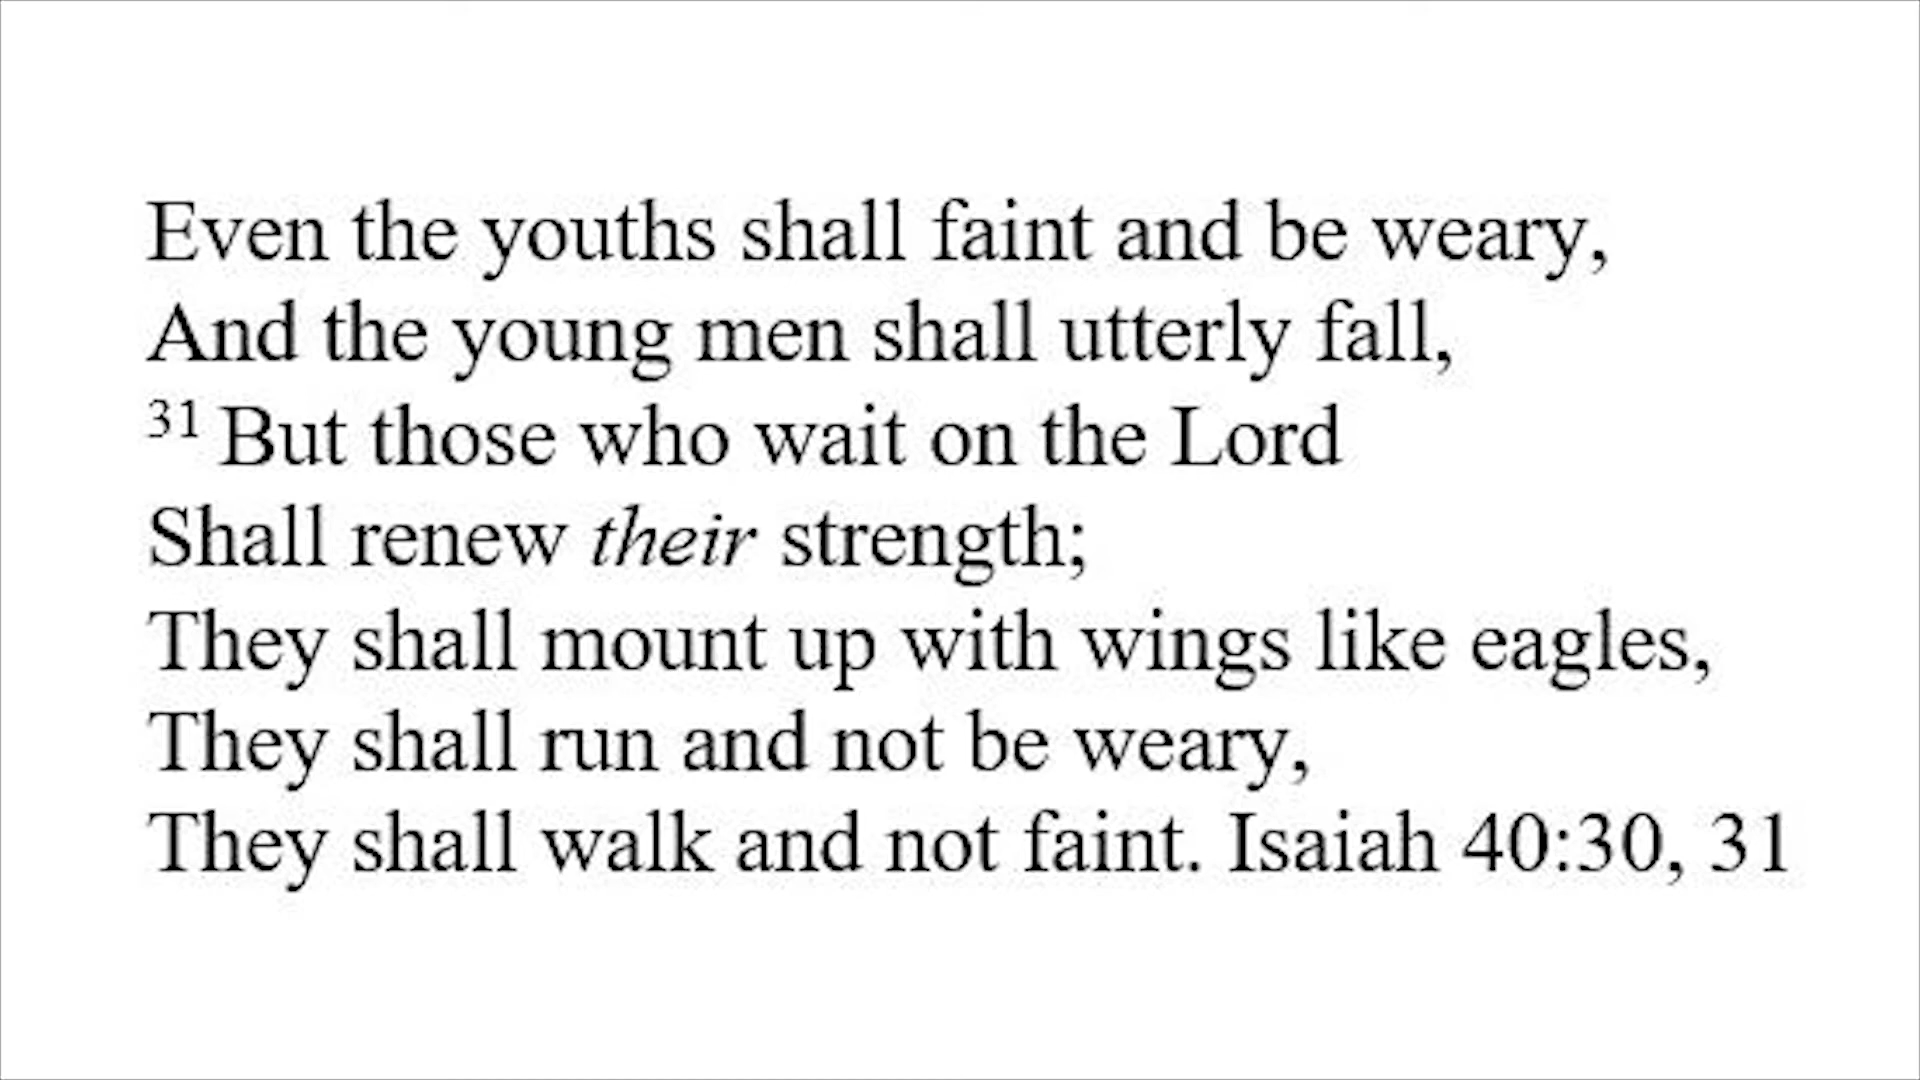 Even the youths shall faint and be weary,
And the young men shall utterly fall,
31 But those who wait on the Lord
Shall renew their strength;
They shall mount up with wings like eagles,
They shall run and not be weary,
They shall walk and not faint. Isaiah 40:30, 31